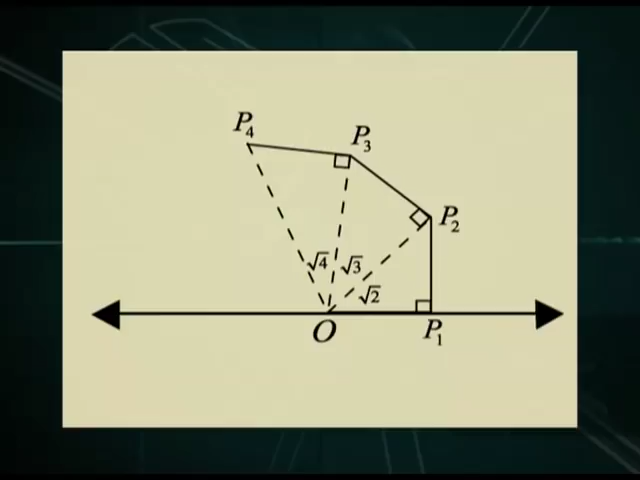 P₄
P₃
P₂
√4
√3
√2
O
P₁